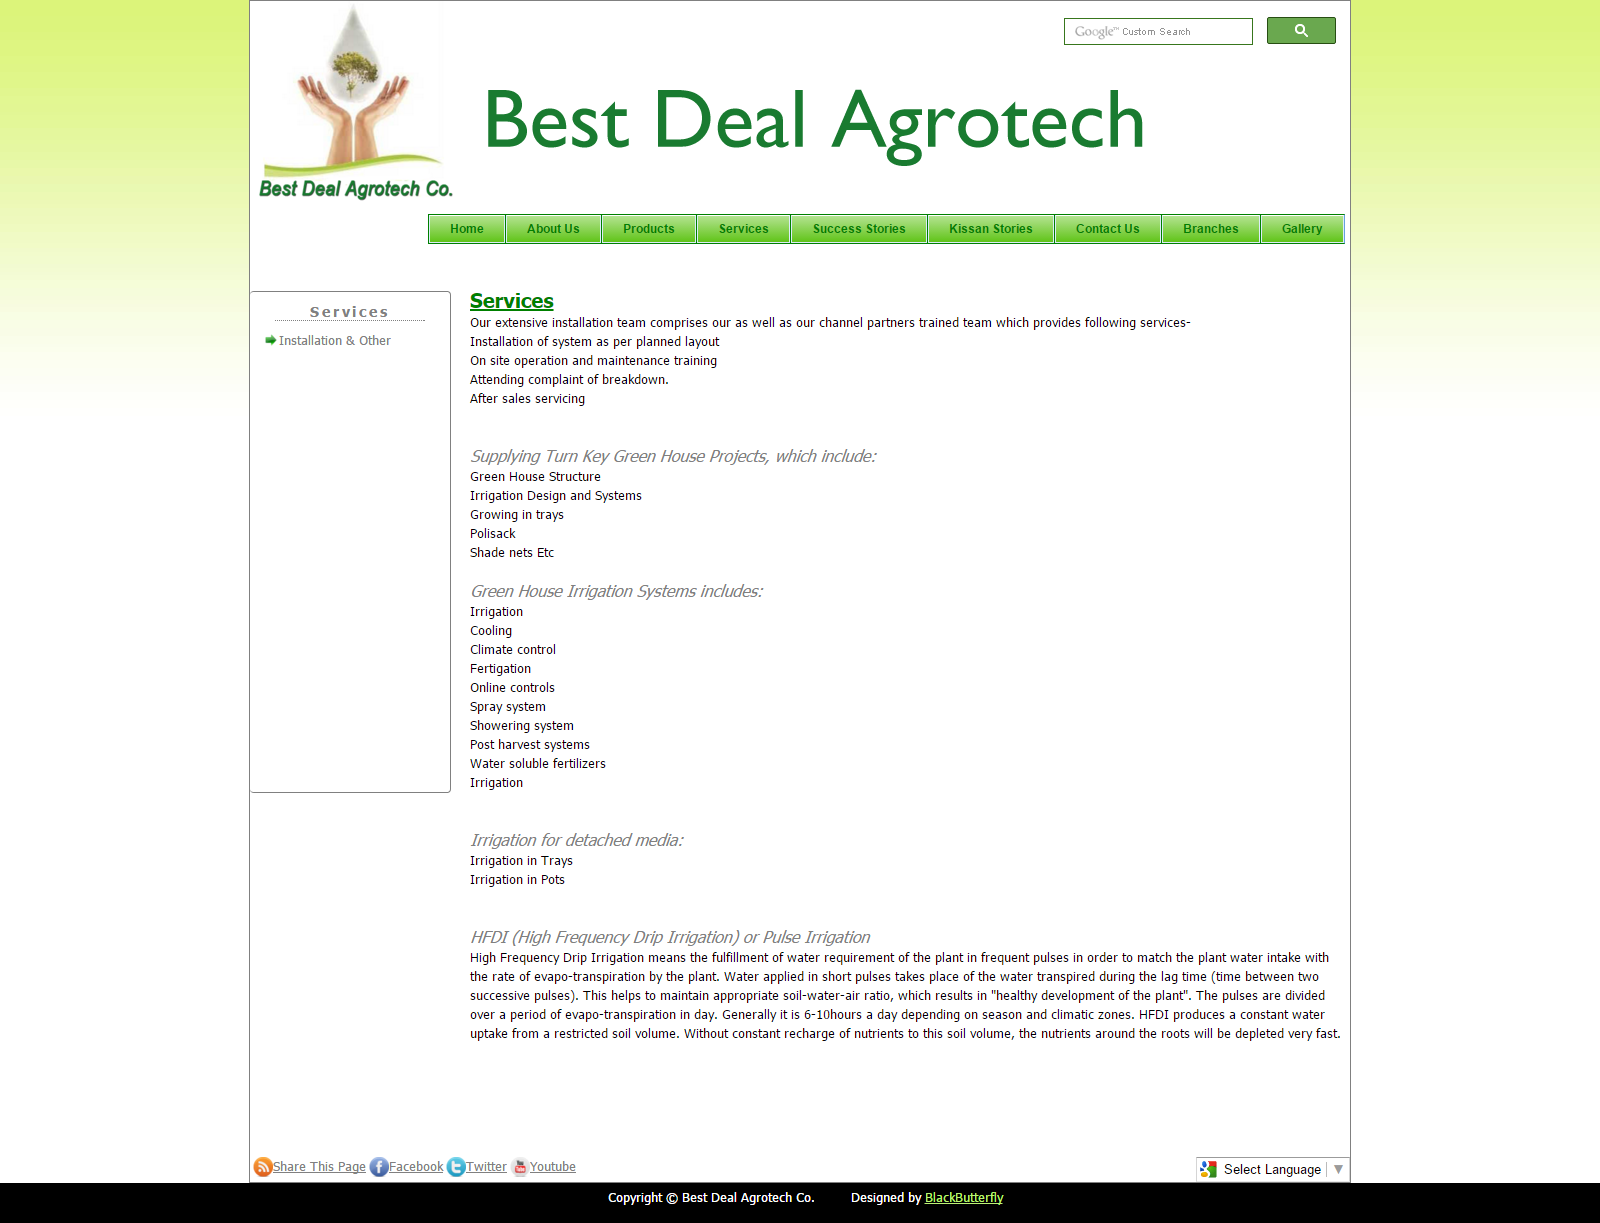 Google™ Custom Search
Best Deal Agrotech
Best Deal Agrotech Co.
Home About Us Products Services Success Stories Kissan Stories Contact Us Branches Gallery
Services
Installation & Other
Services
Our extensive installation team comprises our as well as our channel partners trained team which provides following services-
Installation of system as per planned layout
On site operation and maintenance training
Attending complaint of breakdown.
After sales servicing
Supplying Turn Key Green House Projects, which include:
Green House Structure
Irrigation Design and Systems
Growing in trays
Polisack
Shade nets Etc
Green House Irrigation Systems includes:
Irrigation
Cooling
Climate control
Fertigation
Online controls
Spray system
Showering system
Post harvest systems
Water soluble fertilizers
Irrigation
Irrigation for detached media:
Irrigation in Trays
Irrigation in Pots
HFDI (High Frequency Drip Irrigation) or Pulse Irrigation
High Frequency Drip Irrigation means the fulfillment of water requirement of the plant in frequent pulses in order to match the plant water intake with
the rate of evapo-transpiration by the plant. Water applied in short pulses takes place of the water transpired during the lag time (time between two
successive pulses). This helps to maintain appropriate soil-water-air ratio, which results in "healthy development of the plant". The pulses are divided
over a period of evapo-transpiration in day. Generally it is 6-10hours a day depending on season and climatic zones. HFDI produces a constant water
uptake from a restricted soil volume. Without constant recharge of nutrients to this soil volume, the nutrients around the roots will be depleted very fast.
Share This Page Facebook Twitter Youtube
Select Language ▼
Copyright © Best Deal Agrotech Co. Designed by BlackButterfly